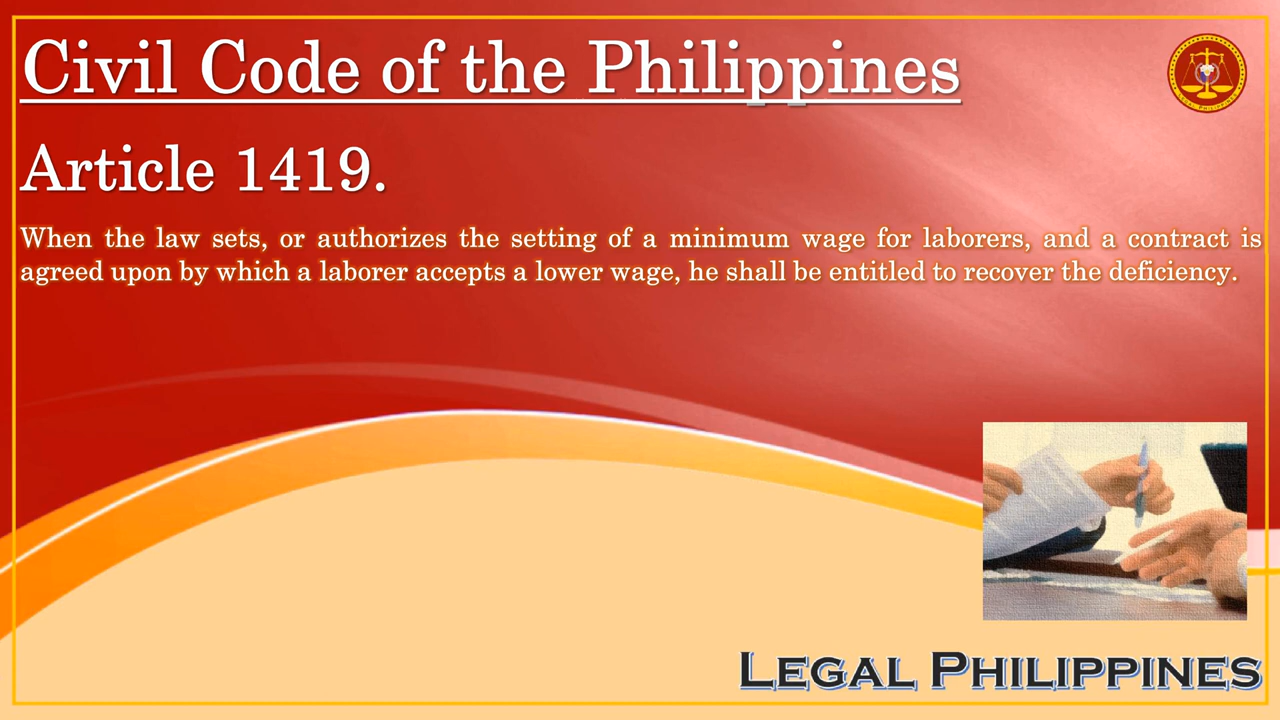 Civil Code of the Philippines
Article 1419.
When the law sets, or authorizes the setting of a minimum wage for laborers, and a contract is
agreed upon by which a laborer accepts a lower wage, he shall be entitled to recover the deficiency.
LEGAL PHILIPPINES
LEGAL PHILIPPINES